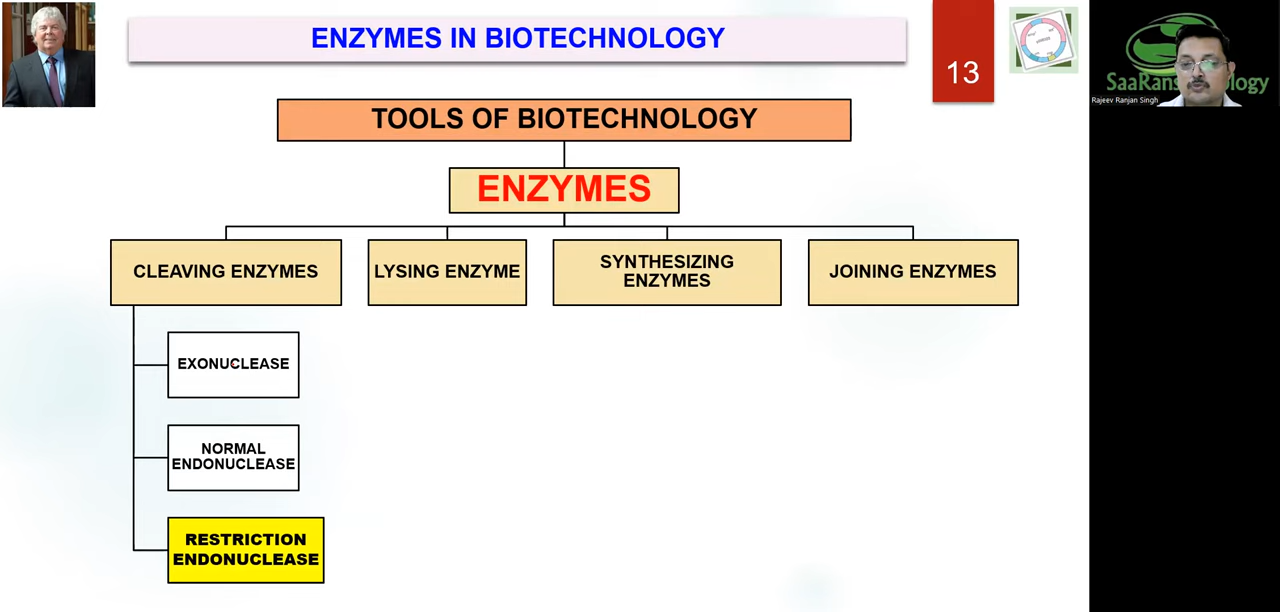 ENZYMES IN BIOTECHNOLOGY
13
Rajeev Ranjan Singh
TOOLS OF BIOTECHNOLOGY
ENZYMES
CLEAVING ENZYMES
LYSING ENZYME
SYNTHESIZING
ENZYMES
JOINING ENZYMES
EXONUCLEASE
NORMAL
ENDONUCLEASE
RESTRICTION
ENDONUCLEASE